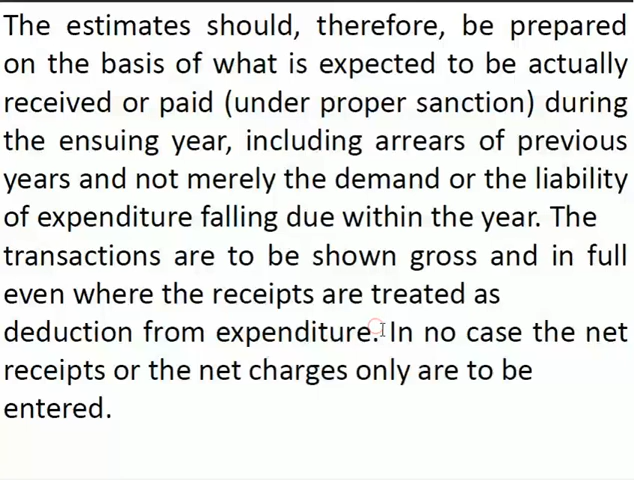 The estimates should, therefore, be prepared
on the basis of what is expected to be actually
received or paid (under proper sanction) during
the ensuing year, including arrears of previous
years and not merely the demand or the liability
of expenditure falling due within the year. The
transactions are to be shown gross and in full
even where the receipts are treated as
deduction from expenditure. In no case the net
receipts or the net charges only are to be
entered.